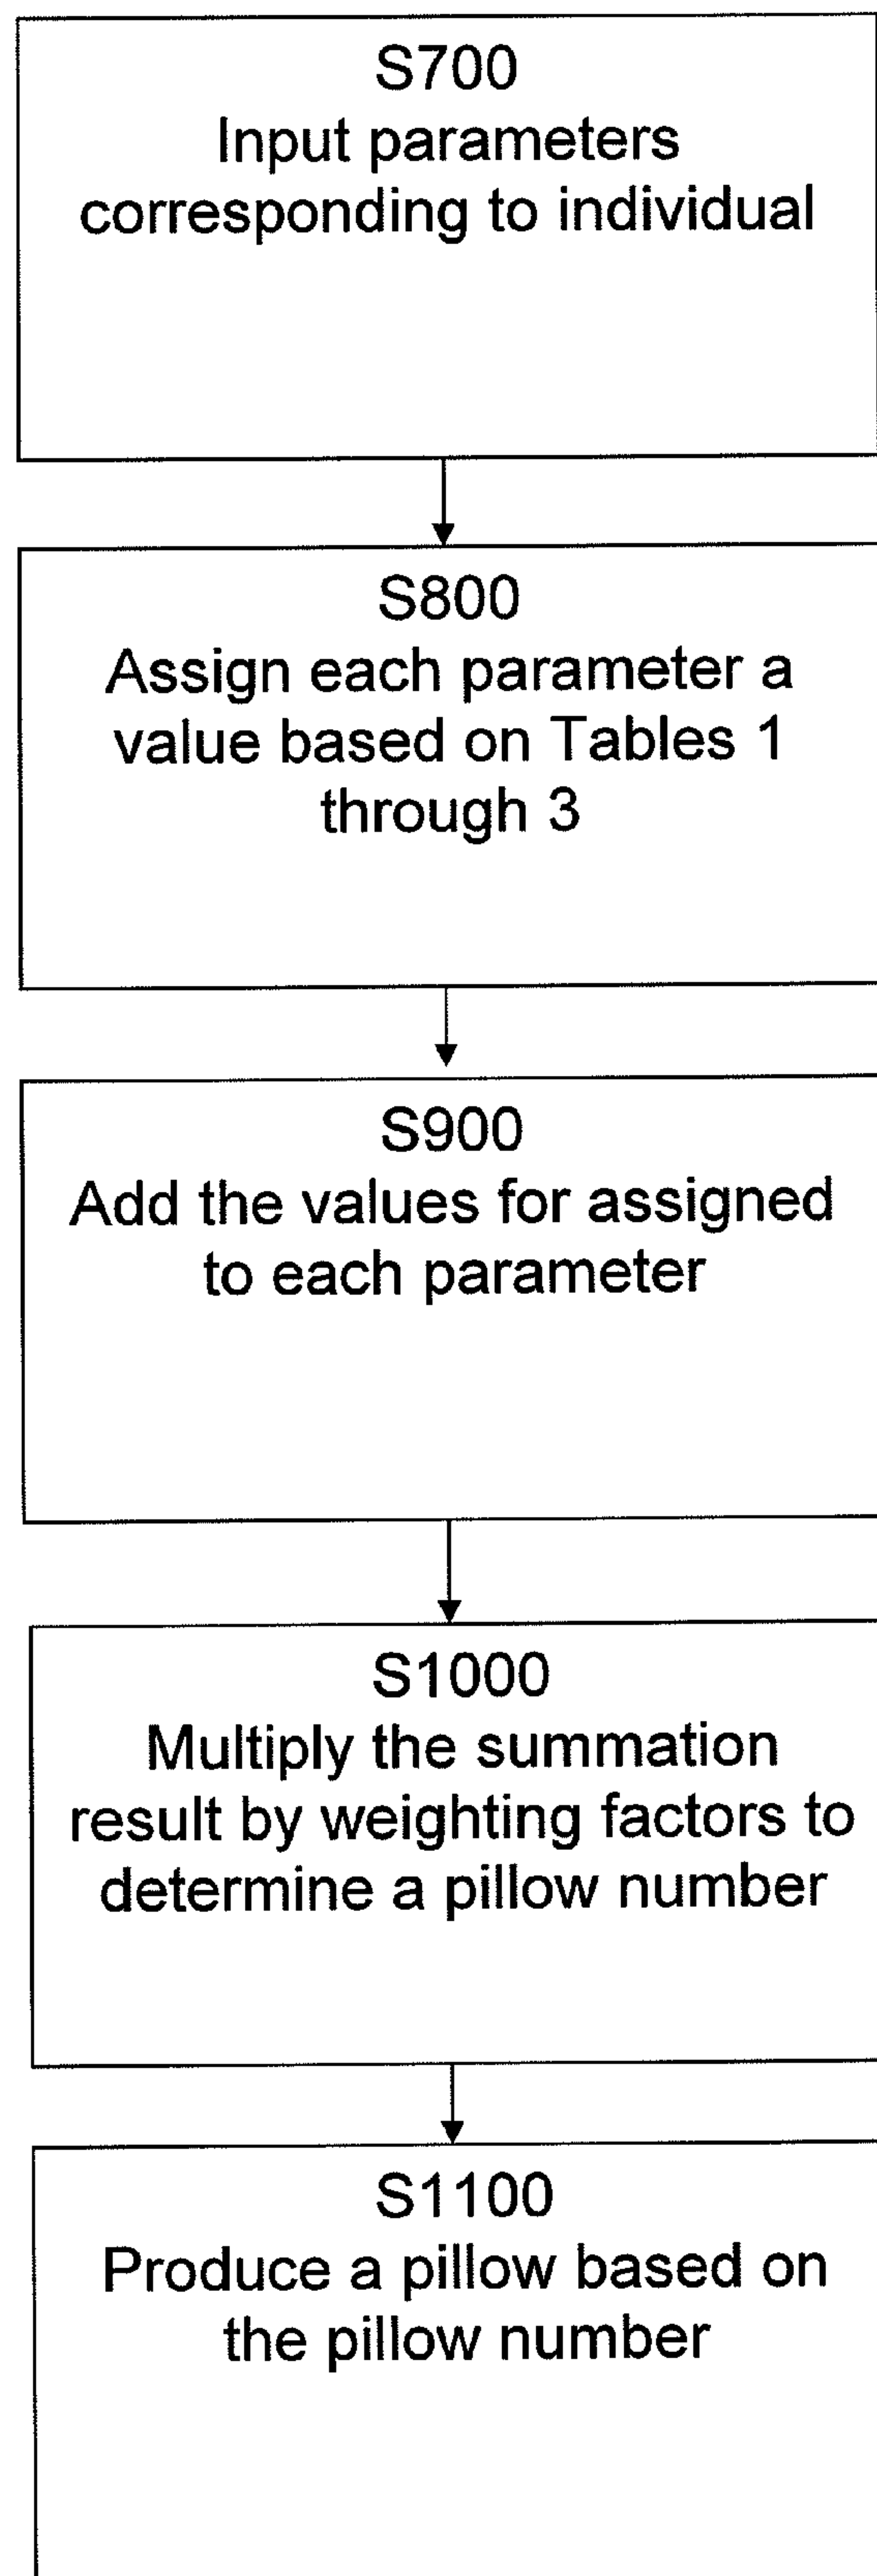 S700
Input parameters
corresponding to individual
S800
Assign each parameter a
value based on Tables 1
through 3
S900
Add the values for assigned
to each parameter
S1000
Multiply the summation
result by weighting factors to
determine a pillow number
S1100
Produce a pillow based on
the pillow number